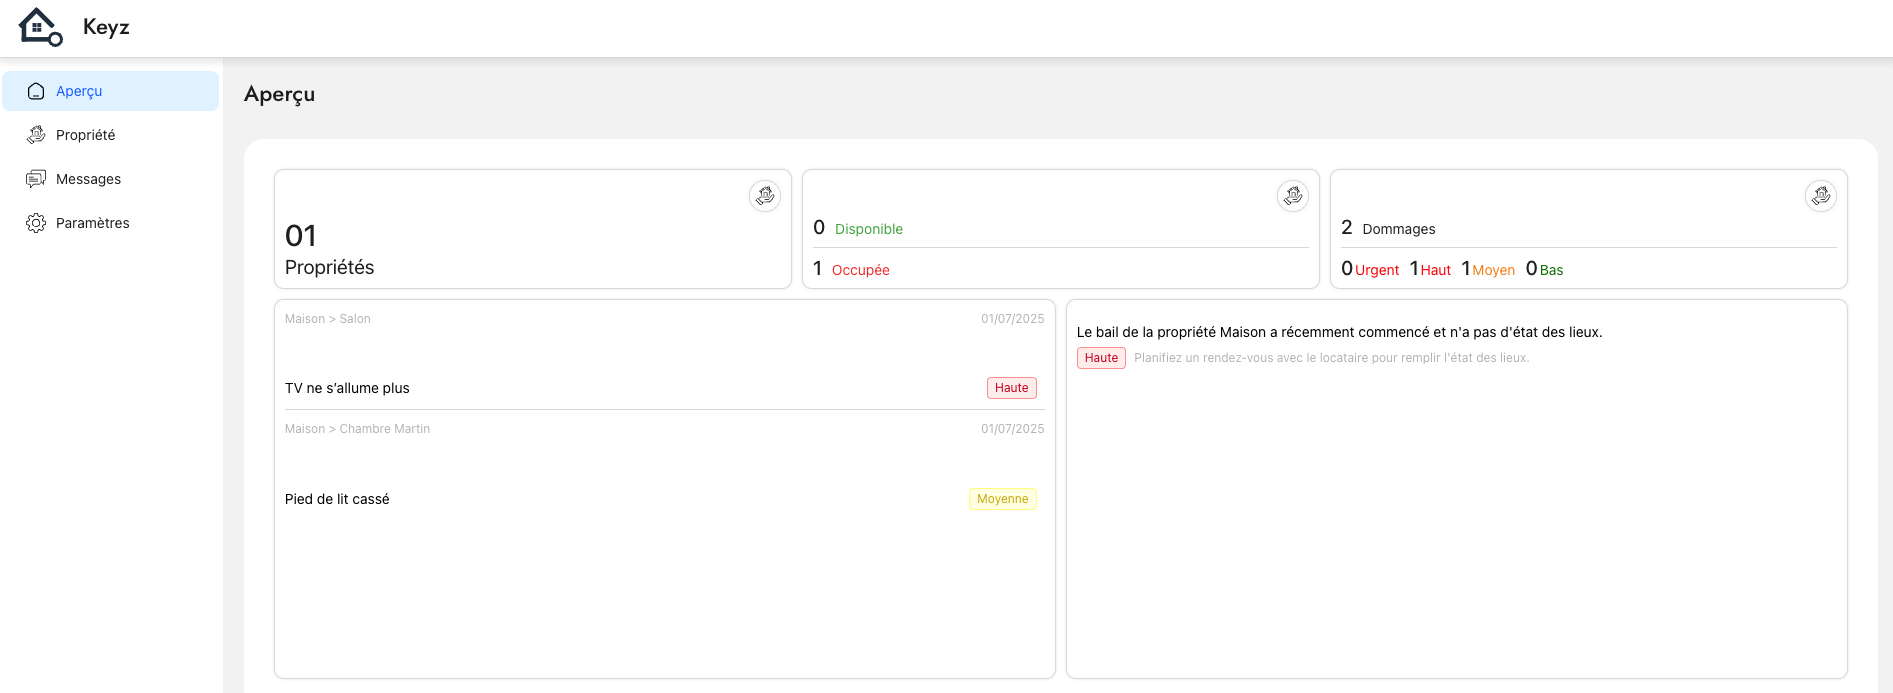 Keyz
Aperçu
Propriété
Messages
Paramètres
Aperçu
01
Propriétés
0 Disponible
1 Occupée
2 Dommages
0 Urgent 1 Haut 1 Moyen 0 Bas
Maison > Salon 01/07/2025
TV ne s’allume plus Haute
Maison > Chambre Martin 01/07/2025
Pied de lit cassé Moyenne
Le bail de la propriété Maison a récemment commencé et n'a pas d'état des lieux.
Haute Planifiez un rendez-vous avec le locataire pour remplir l'état des lieux.